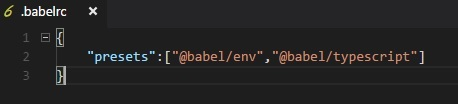 .babelrc
1 {
2 "presets":["@babel/env","@babel/typescript"]
3 }